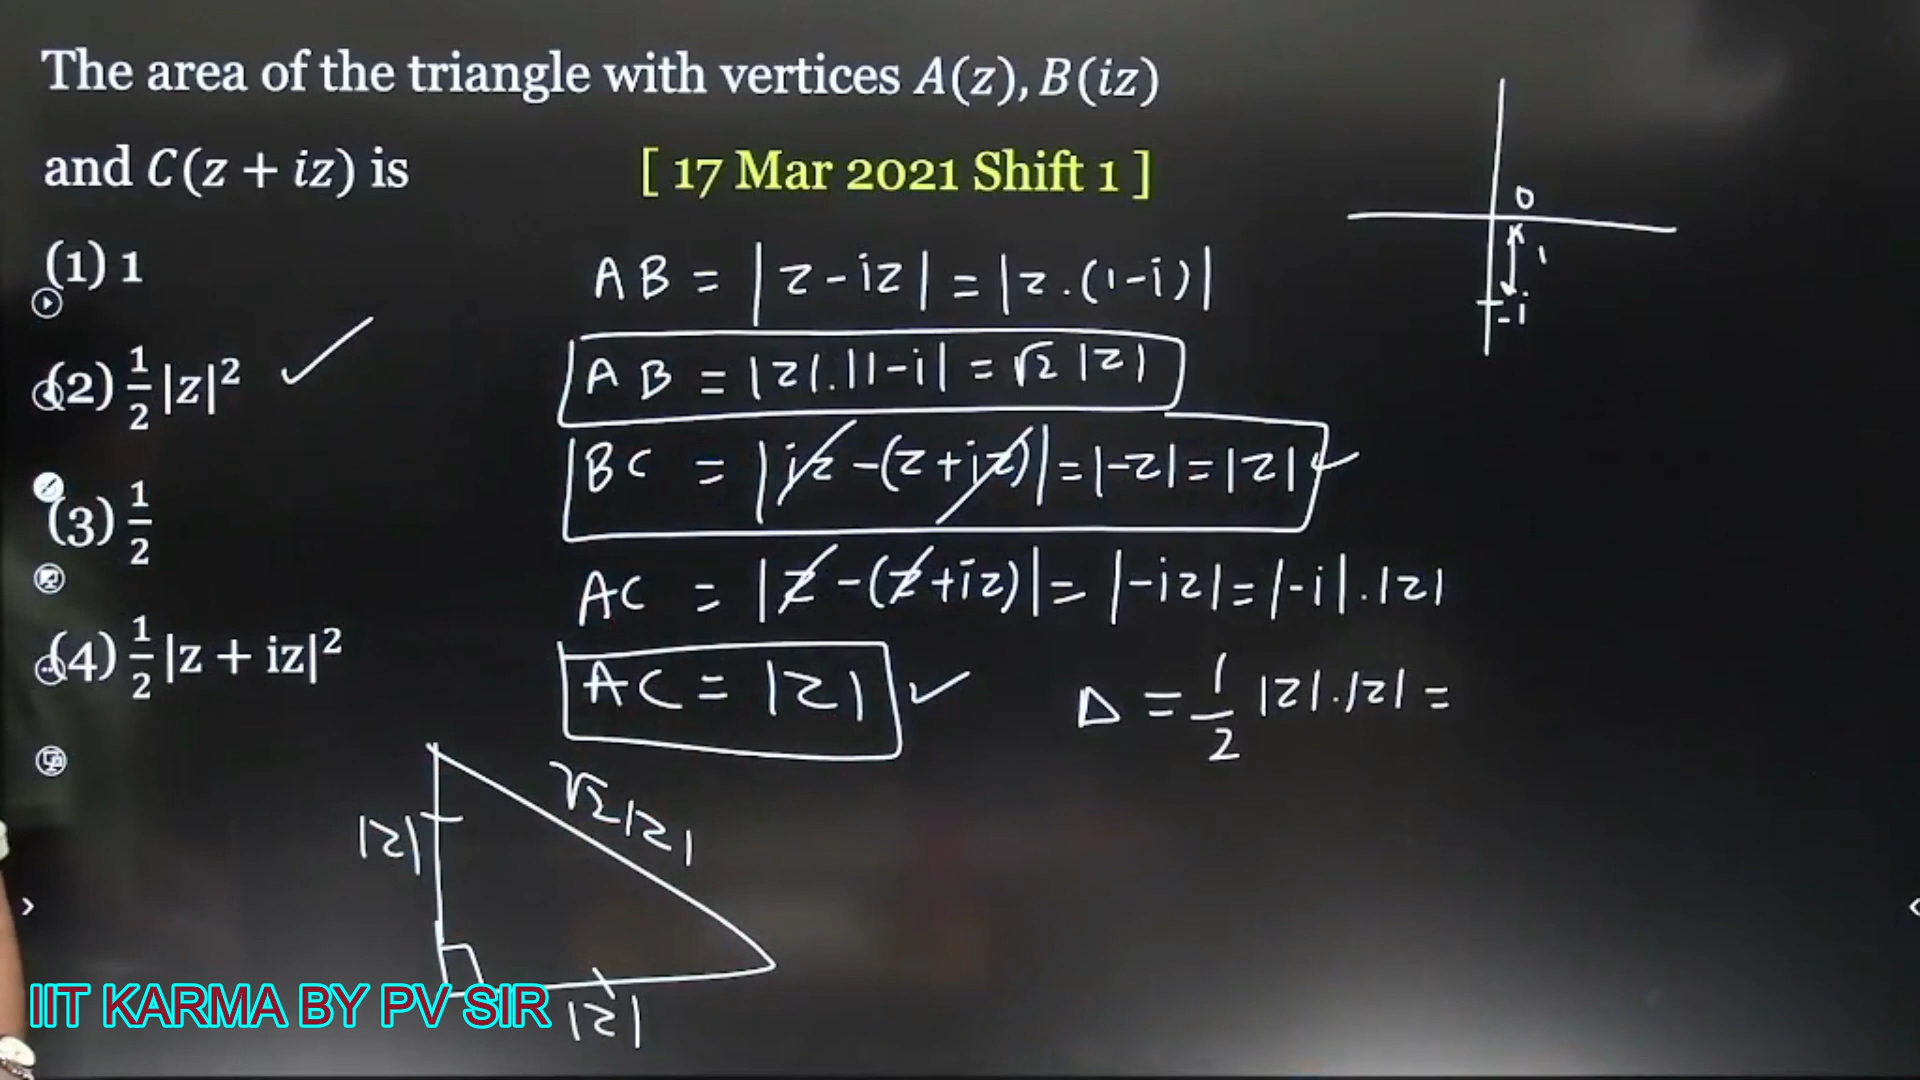 The area of the triangle with vertices A(z), B(iz)
and C(z + iz) is [ 17 Mar 2021 Shift 1 ]
(1) 1
(2) 1/2 |z|²
(3) 1/2
(4) 1/2 |z + iz|²
AB = |z - iz| = |z.(1-i)|
AB = |z|.|1-i| = √2 |z|
BC = |iz - (z+iz)| = |-z| = |z|
AC = |z - (z+iz)| = |-iz| = |-i|.|z|
AC = |z|
Δ = 1/2 |z|.|z| =
0
1
-i
√2|z|
|z|
|z|
IIT KARMA BY PV SIR